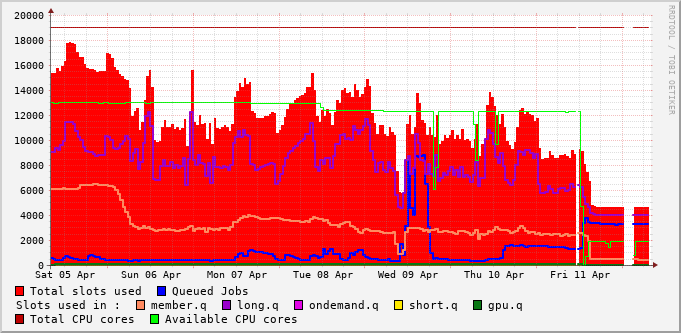 20000
18000
16000
14000
12000
10000
8000
6000
4000
2000
0
Sat 05 Apr Sun 06 Apr Mon 07 Apr Tue 08 Apr Wed 09 Apr Thu 10 Apr Fri 11 Apr
Total slots used Queued Jobs
Slots used in : member.q long.q ondemand.q short.q gpu.q
Total CPU cores Available CPU cores
RRDTOOL / TOBI OETIKER